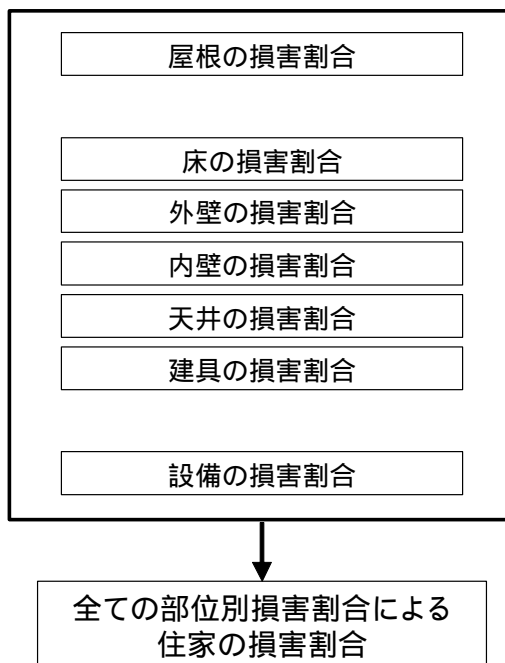 屋根の損害割合
床の損害割合
外壁の損害割合
内壁の損害割合
天井の損害割合
建具の損害割合
設備の損害割合
全ての部位別損害割合による
住家の損害割合